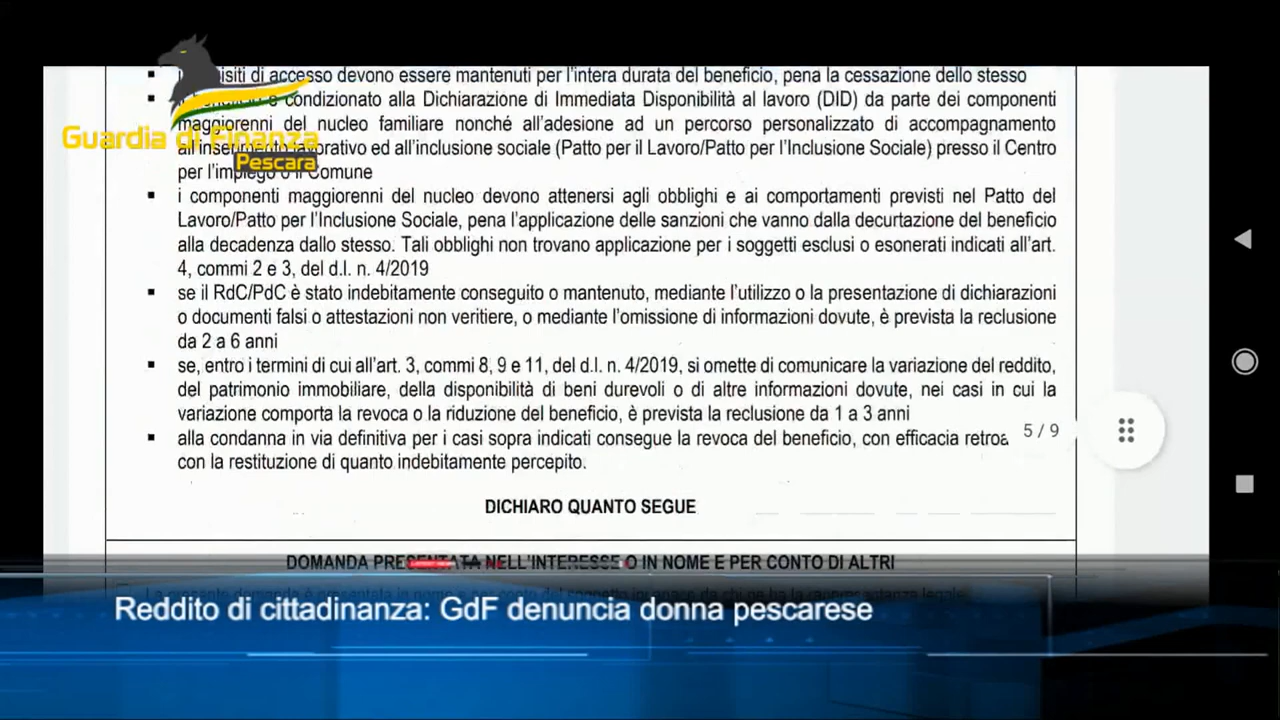 di accesso devono essere mantenuti per l'intera durata del beneficio, pena la cessazione dello stesso
condizionato alla Dichiarazione di Immediata Disponibilità al lavoro (DID) da parte dei componenti
Guardia di Finanza
maggiorenni del nucleo familiare nonché all'adesione ad un percorso personalizzato di accompagnamento
all'inserimento lavorativo ed all'inclusione sociale (Patto per il Lavoro/Patto per l'Inclusione Sociale) presso il Centro
Pescara
per l'impiego o il Comune
▪ i componenti maggiorenni del nucleo devono attenersi agli obblighi e ai comportamenti previsti nel Patto del
Lavoro/Patto per l'Inclusione Sociale, pena l'applicazione delle sanzioni che vanno dalla decurtazione del beneficio
alla decadenza dallo stesso. Tali obblighi non trovano applicazione per i soggetti esclusi o esonerati indicati all'art.
4, commi 2 e 3, del d.l. n. 4/2019
▪ se il RdC/PdC è stato indebitamente conseguito o mantenuto, mediante l'utilizzo o la presentazione di dichiarazioni
o documenti falsi o attestazioni non veritiere, o mediante l'omissione di informazioni dovute, è prevista la reclusione
da 2 a 6 anni
▪ se, entro i termini di cui all'art. 3, commi 8, 9 e 11, del d.l. n. 4/2019, si omette di comunicare la variazione del reddito,
del patrimonio immobiliare, della disponibilità di beni durevoli o di altre informazioni dovute, nei casi in cui la
variazione comporta la revoca o la riduzione del beneficio, è prevista la reclusione da 1 a 3 anni
▪ alla condanna in via definitiva per i casi sopra indicati consegue la revoca del beneficio, con efficacia
5 / 9
con la restituzione di quanto indebitamente percepito.
DICHIARO QUANTO SEGUE
DOMANDA PRESENTATA NELL'INTERESSE O IN NOME E PER CONTO DI ALTRI
Reddito di cittadinanza: GdF denuncia donna pescarese